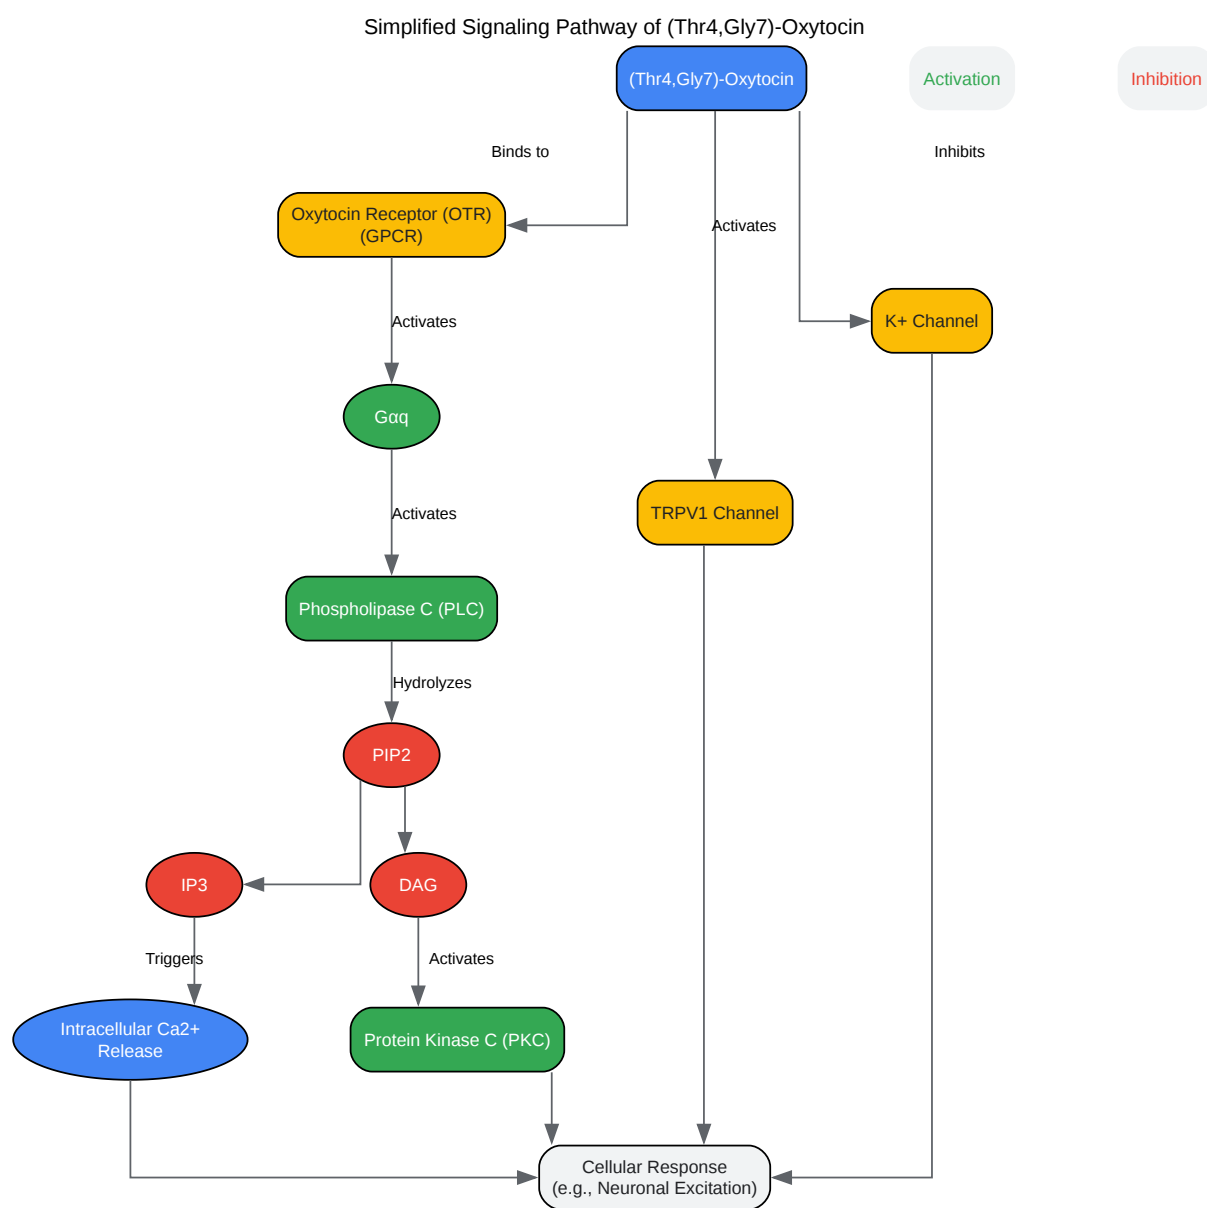 Simplified Signaling Pathway of (Thr4,Gly7)-Oxytocin
(Thr4,Gly7)-Oxytocin
Activation
Inhibition
Binds to
Inhibits
Oxytocin Receptor (OTR)
(GPCR)
Activates
Activates
K+ Channel
Gαq
Activates
TRPV1 Channel
Phospholipase C (PLC)
Hydrolyzes
PIP2
IP3
DAG
Triggers
Activates
Intracellular Ca2+
Release
Protein Kinase C (PKC)
Cellular Response
(e.g., Neuronal Excitation)